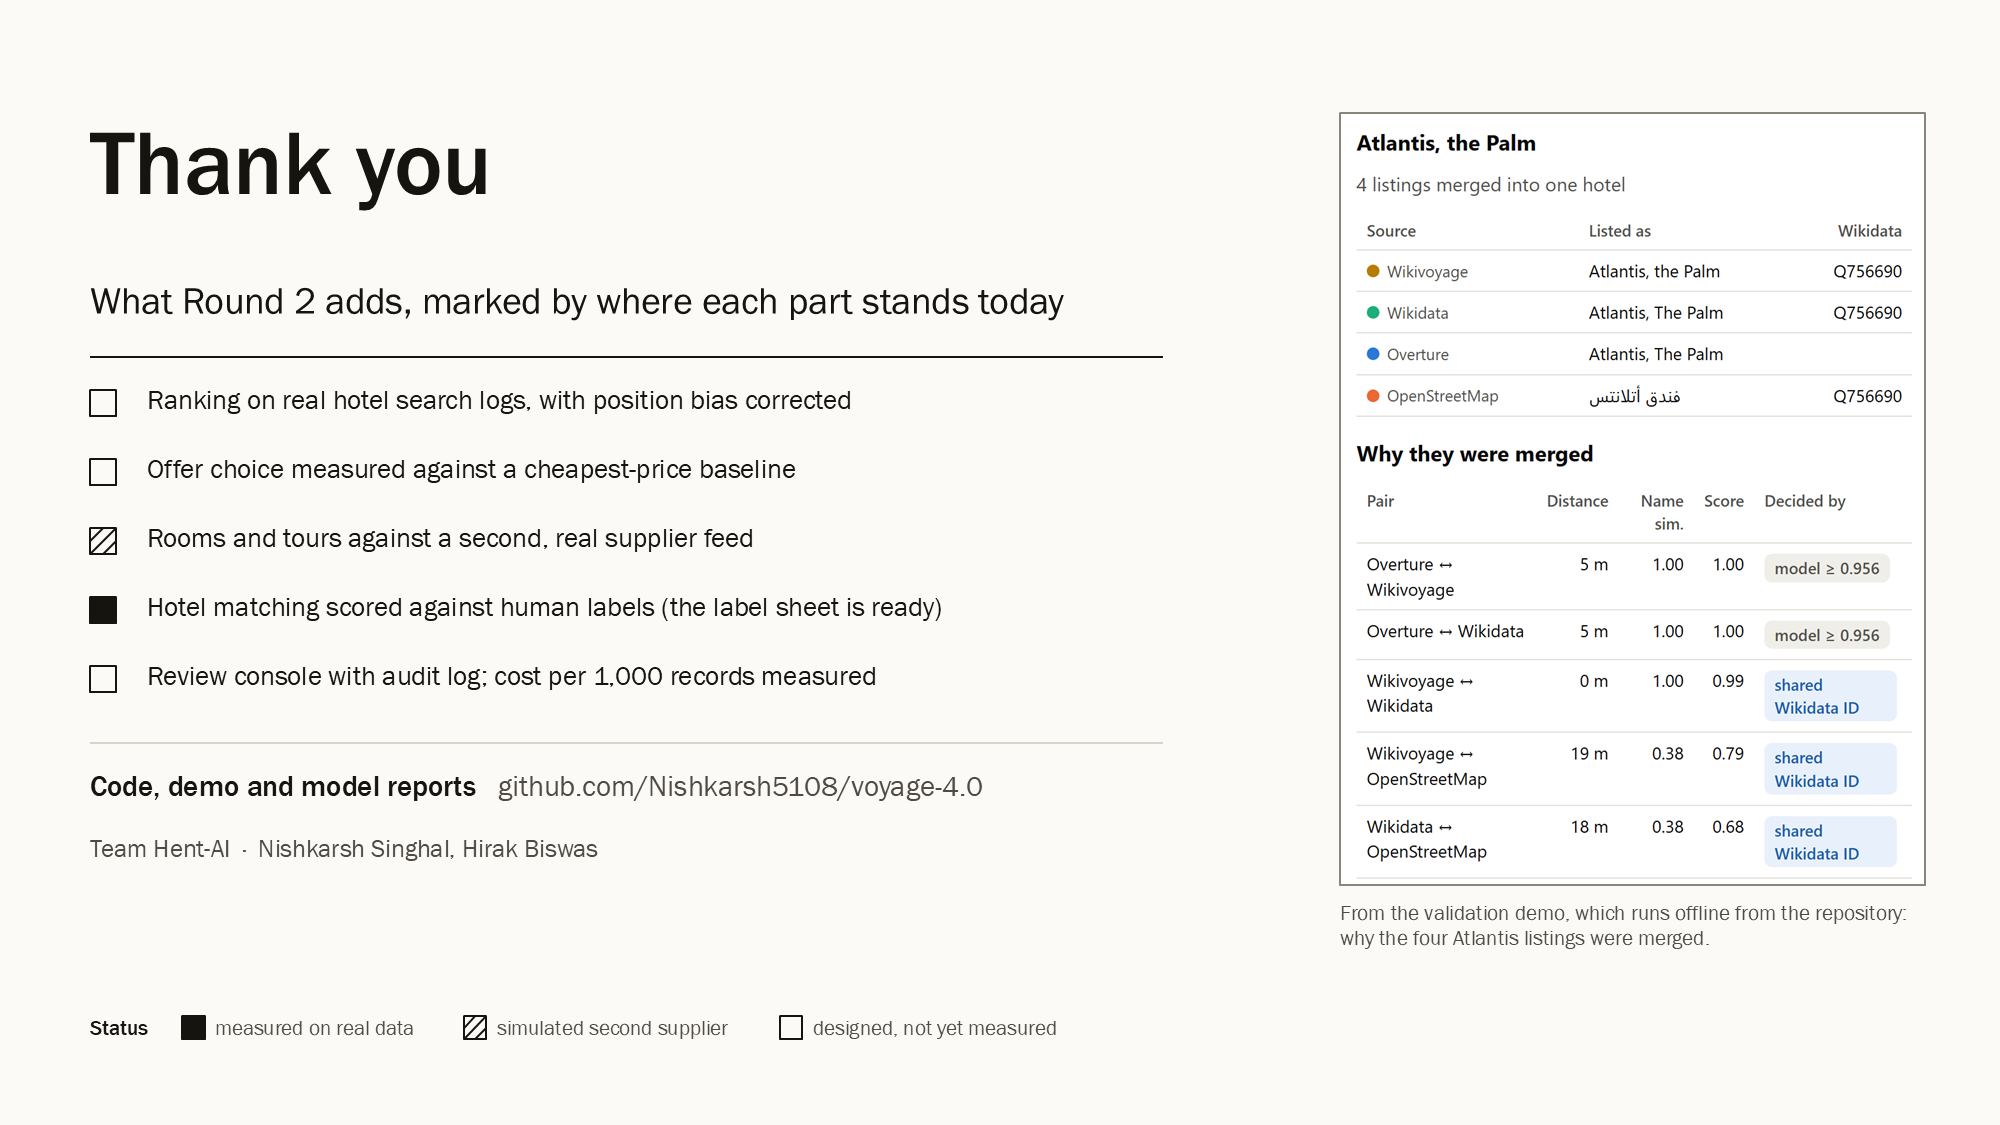 Thank you
What Round 2 adds, marked by where each part stands today
Ranking on real hotel search logs, with position bias corrected
Offer choice measured against a cheapest-price baseline
Rooms and tours against a second, real supplier feed
Hotel matching scored against human labels (the label sheet is ready)
Review console with audit log; cost per 1,000 records measured
Code, demo and model reports github.com/Nishkarsh5108/voyage-4.0
Team Hent-AI · Nishkarsh Singhal, Hirak Biswas
Status measured on real data simulated second supplier designed, not yet measured
Atlantis, the Palm
4 listings merged into one hotel
Source Listed as Wikidata
Wikivoyage Atlantis, the Palm Q756690
Wikidata Atlantis, The Palm Q756690
Overture Atlantis, The Palm
OpenStreetMap فندق أتلانتس Q756690
Why they were merged
Pair Distance Name sim. Score Decided by
Overture ↔ Wikivoyage 5 m 1.00 1.00 model ≥ 0.956
Overture ↔ Wikidata 5 m 1.00 1.00 model ≥ 0.956
Wikivoyage ↔ Wikidata 0 m 1.00 0.99 shared Wikidata ID
Wikivoyage ↔ OpenStreetMap 19 m 0.38 0.79 shared Wikidata ID
Wikidata ↔ OpenStreetMap 18 m 0.38 0.68 shared Wikidata ID
From the validation demo, which runs offline from the repository:
why the four Atlantis listings were merged.